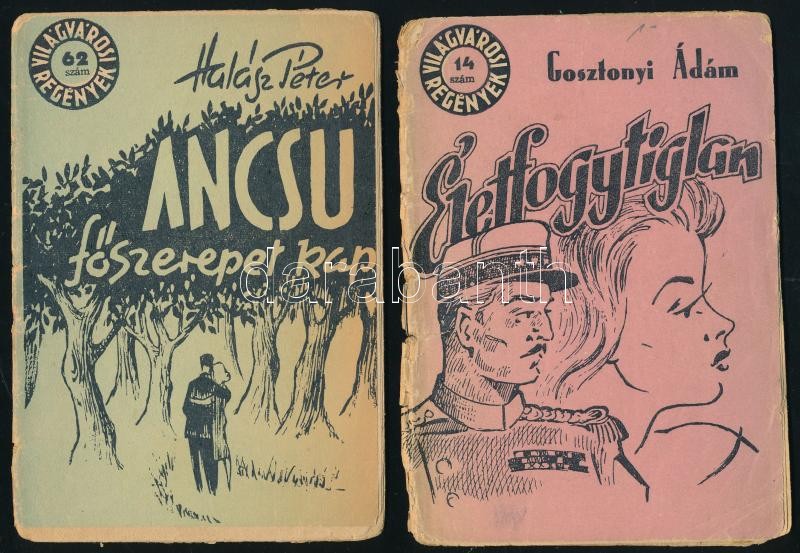 VILÁGVÁROSI
REGÉNYEK
62
szám
Halász Péter
ANCSU
főszerepet kap
VILÁGVÁROSI
REGÉNYEK
14
szám
Gosztonyi Ádám
Életfogytiglan
darabanth